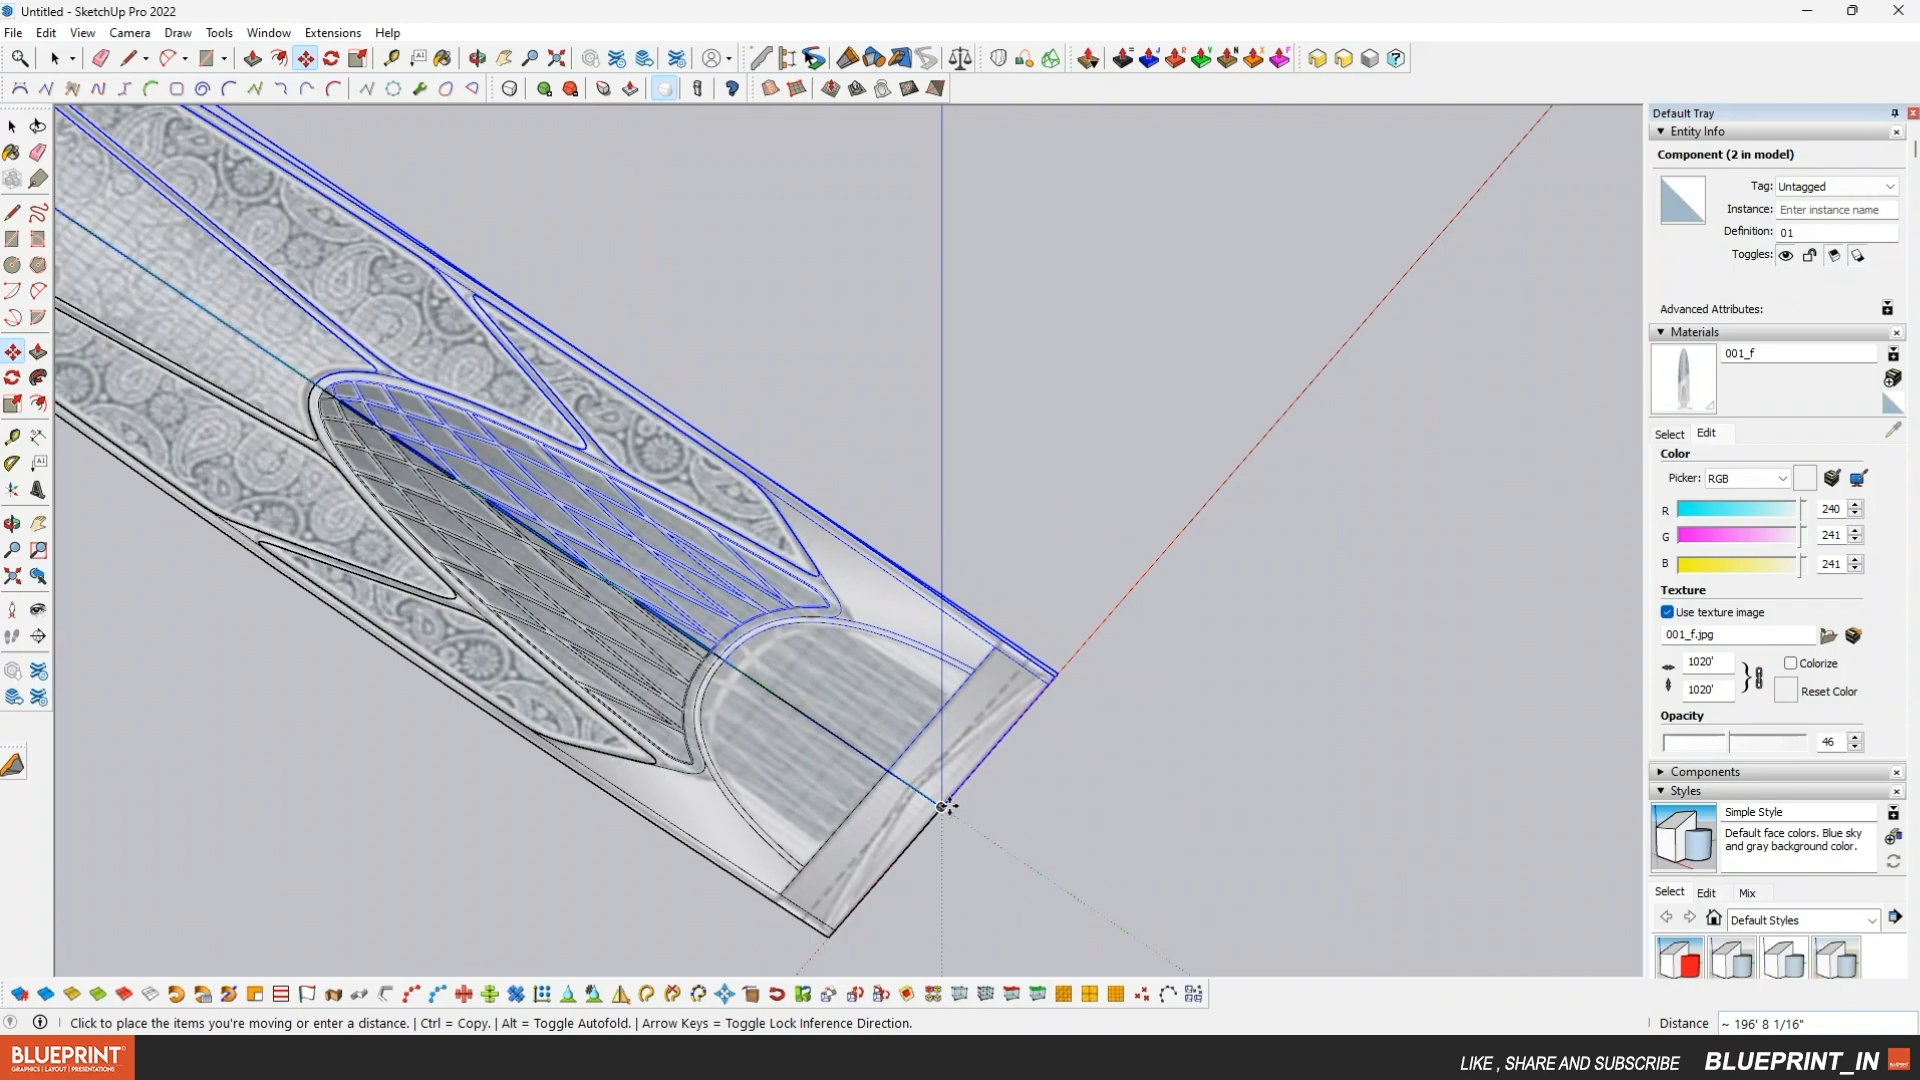 Untitled - SketchUp Pro 2022
File Edit View Camera Draw Tools Window Extensions Help
Default Tray
Entity Info
Component (2 in model)
Tag: Untagged
Instance: Enter instance name
Definition: 01
Toggles:
Advanced Attributes:
Materials
001_f
Select Edit
Color
Picker: RGB
R 240
G 241
B 241
Texture
Use texture image
001_f.jpg
1020'
Colorize
1020'
Reset Color
Opacity
46
Components
Styles
Simple Style
Default face colors. Blue sky and gray background color.
Select Edit Mix
Default Styles
Click to place the items you're moving or enter a distance. | Ctrl = Copy. | Alt = Toggle Autofold. | Arrow Keys = Toggle Lock Inference Direction.
Distance ~ 196' 8 1/16"
BLUEPRINT
GRAPHICS | LAYOUT | PRESENTATIONS
LIKE , SHARE AND SUBSCRIBE BLUEPRINT_IN